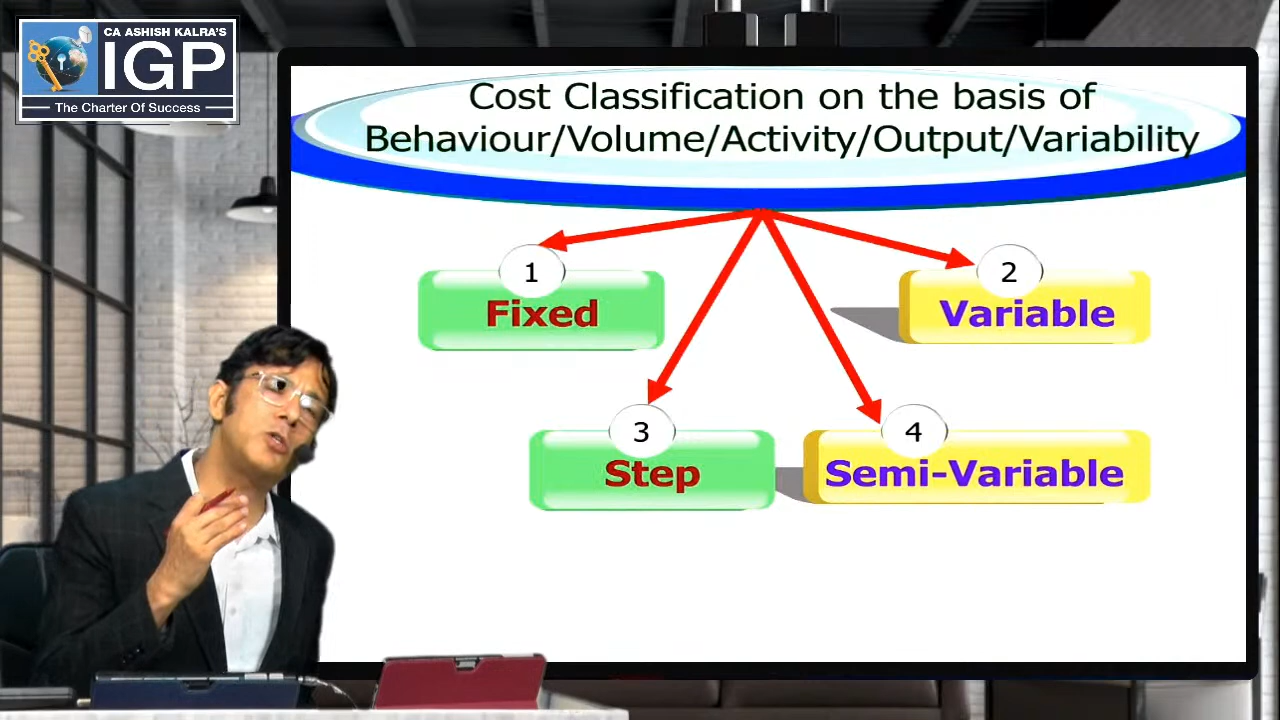 CA ASHISH KALRA'S
IGP
The Charter Of Success
Cost Classification on the basis of
Behaviour/Volume/Activity/Output/Variability
1
Fixed
2
Variable
3
Step
4
Semi-Variable